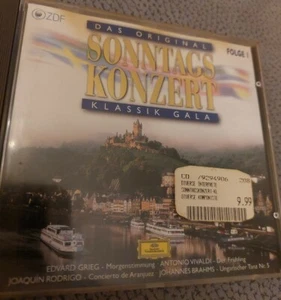 ZDF
DAS ORIGINAL
SONNTAGS
KONZERT
FOLGE 1
KLASSIK GALA
9.99
EDVARD GRIEG - Morgenstimmung
ANTONIO VIVALDI - Der Frühling
JOAQUÍN RODRIGO - Concierto de Aranjuez
JOHANNES BRAHMS - Ungarischer Tanz Nr. 5